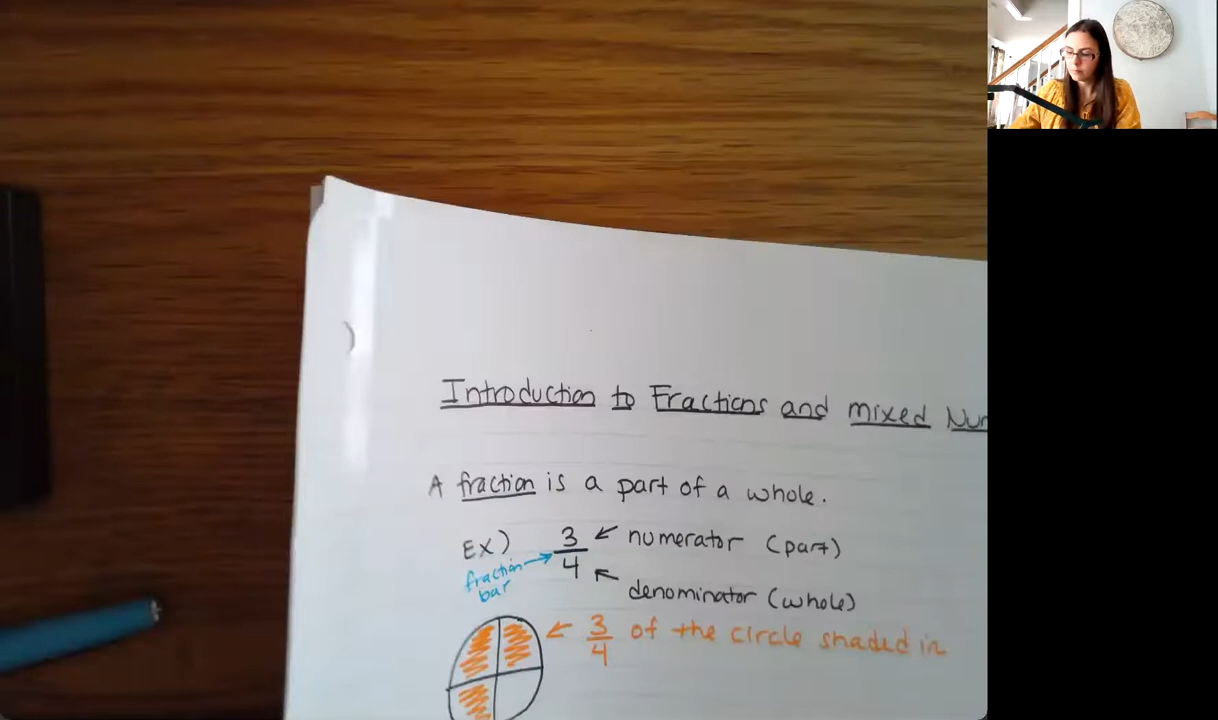 Introduction to Fractions and mixed
A fraction is a part of a whole.
Ex) 3/4 ← numerator (part)
fraction bar →
← denominator (whole)
← 3/4 of the circle shaded in